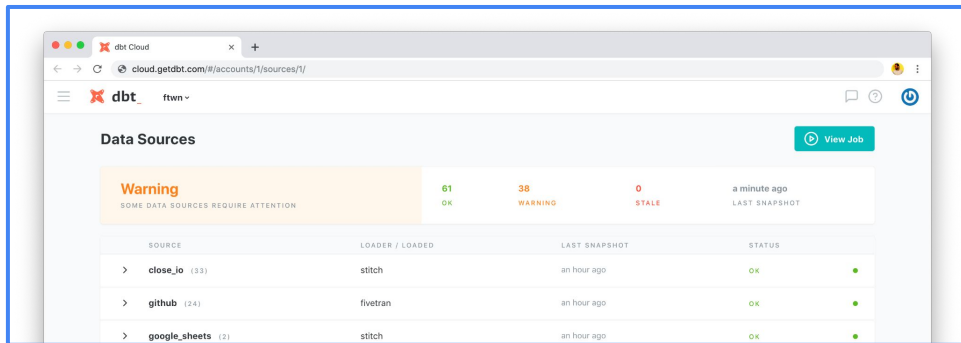 dbt Cloud
cloud.getdbt.com/#/accounts/1/sources/1/
dbt_ ftwn
Data Sources
View Job
Warning
SOME DATA SOURCES REQUIRE ATTENTION
61 38 0 a minute ago
OK WARNING STALE LAST SNAPSHOT
SOURCE LOADER / LOADED LAST SNAPSHOT STATUS
close_io (33) stitch an hour ago OK
github (24) fivetran an hour ago OK
google_sheets (2) stitch an hour ago OK